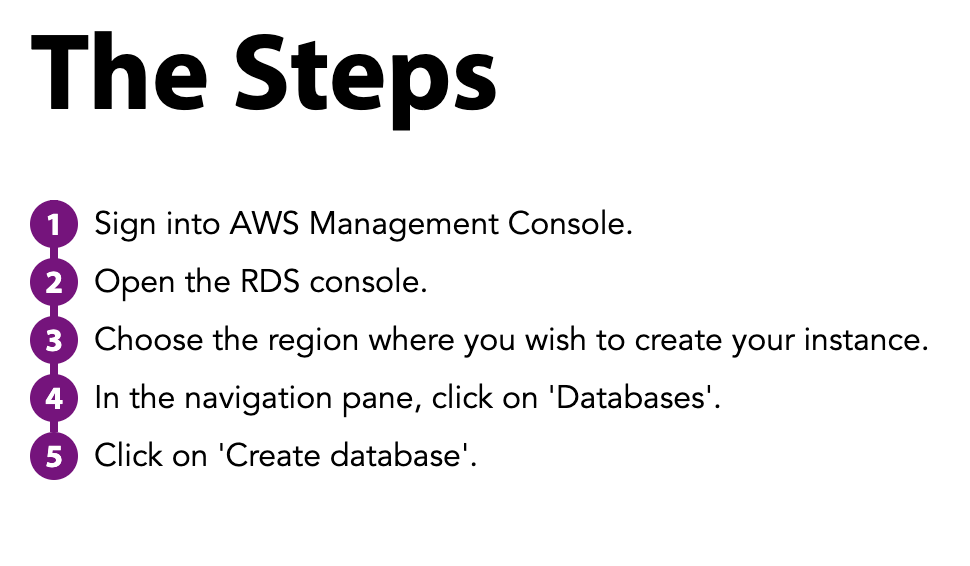 The Steps
1 Sign into AWS Management Console.
2 Open the RDS console.
3 Choose the region where you wish to create your instance.
4 In the navigation pane, click on 'Databases'.
5 Click on 'Create database'.